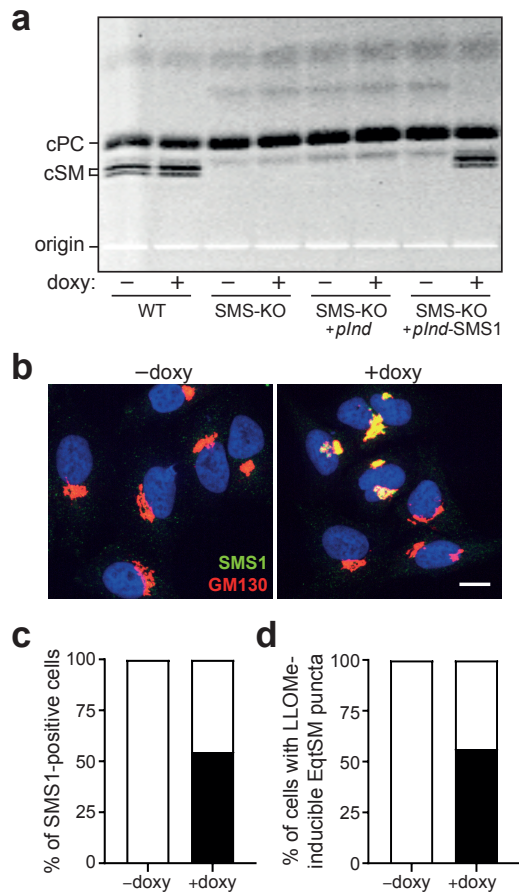 a
cPC
cSM
origin
doxy: − + − + − + − +
WT SMS-KO SMS-KO SMS-KO
+pInd +pInd-SMS1
b
−doxy +doxy
SMS1
GM130
c
% of SMS1-positive cells
100
75
50
25
0
−doxy +doxy
d
% of cells with LLOMe-
inducible EqtSM puncta
100
75
50
25
0
−doxy +doxy